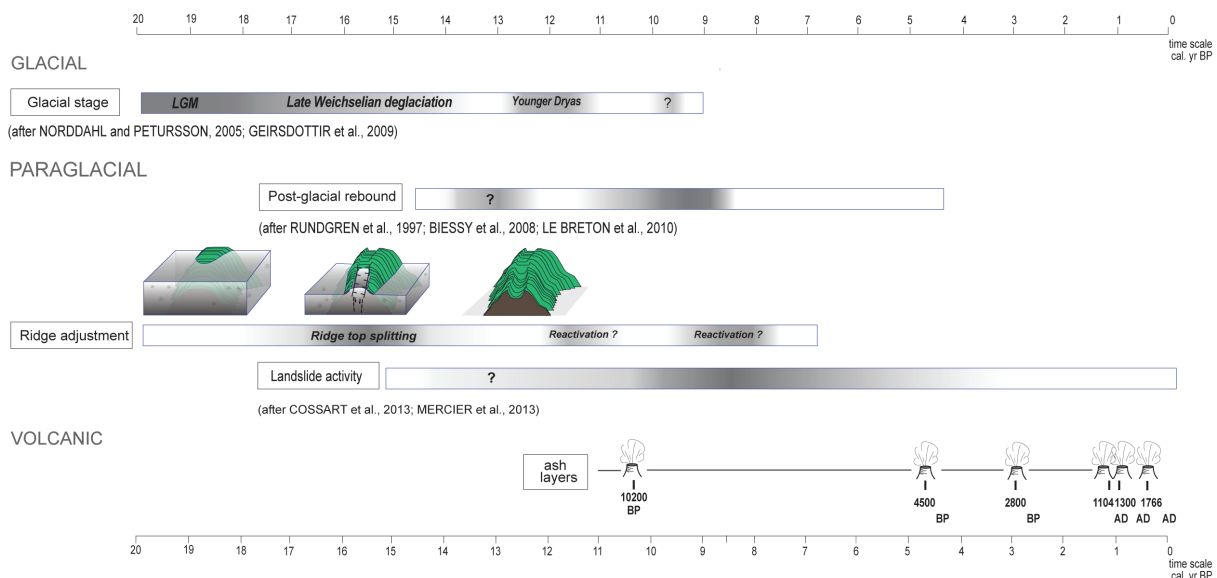 20 19 18 17 16 15 14 13 12 11 10 9 8 7 6 5 4 3 2 1 0
time scale
cal. yr BP
GLACIAL
Glacial stage LGM Late Weichselian deglaciation Younger Dryas ?
(after NORDDAHL and PETURSSON, 2005; GEIRSDOTTIR et al., 2009)
PARAGLACIAL
Post-glacial rebound ?
(after RUNDGREN et al., 1997; BIESSY et al., 2008; LE BRETON et al., 2010)
Ridge adjustment Ridge top splitting Reactivation ? Reactivation ?
Landslide activity ?
(after COSSART et al., 2013; MERCIER et al., 2013)
VOLCANIC
ash
layers
10200 4500 2800 1104 1300 1766
BP BP BP AD AD AD
20 19 18 17 16 15 14 13 12 11 10 9 8 7 6 5 4 3 2 1 0
time scale
cal. yr BP